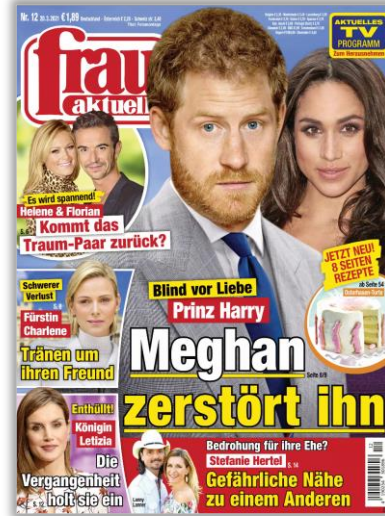 Nr. 12
€1,89
AKTUELLES
TV
PROGRAMM
Zum Herausnehmen
frau
aktuell
Es wird spannend!
Helene & Florian
Kommt das
Traum-Paar zurück?
JETZT NEU!
8 SEITEN
REZEPTE
ab Seite 54
Schwerer
Verlust
Fürstin
Charlene
Tränen um
ihren Freund
Blind vor Liebe
Prinz Harry
Meghan
zerstört ihn
Enthüllt!
Königin
Letizia
Die
Vergangenheit
holt sie ein
Bedrohung für ihre Ehe?
Stefanie Hertel
S. 14
Gefährliche Nähe
zu einem Anderen